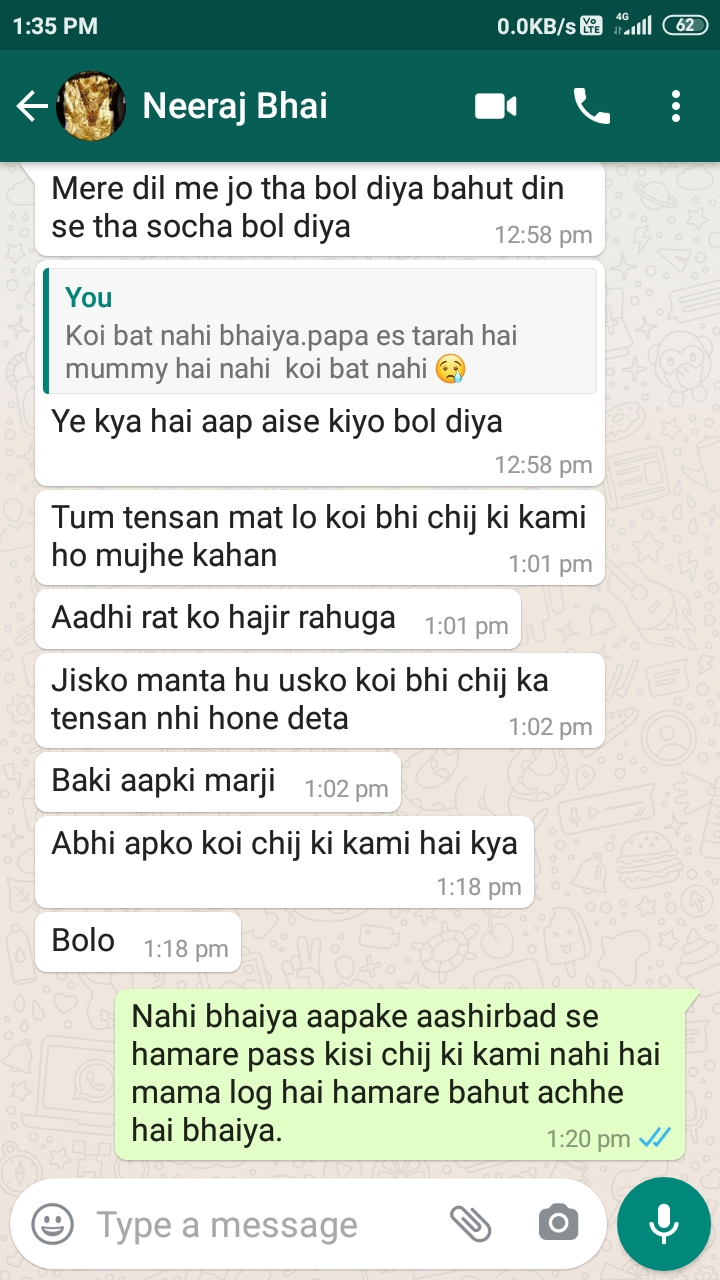 1:35 PM
0.0KB/s Vo LTE 4G 62
Neeraj Bhai
Mere dil me jo tha bol diya bahut din
se tha socha bol diya
12:58 pm
You
Koi bat nahi bhaiya.papa es tarah hai
mummy hai nahi  koi bat nahi 😢
Ye kya hai aap aise kiyo bol diya
12:58 pm
Tum tensan mat lo koi bhi chij ki kami
ho mujhe kahan
1:01 pm
Aadhi rat ko hajir rahuga 1:01 pm
Jisko manta hu usko koi bhi chij ka
tensan nhi hone deta
1:02 pm
Baki aapki marji 1:02 pm
Abhi apko koi chij ki kami hai kya
1:18 pm
Bolo 1:18 pm
Nahi bhaiya aapake aashirbad se
hamare pass kisi chij ki kami nahi hai
mama log hai hamare bahut achhe
hai bhaiya.
1:20 pm
Type a message